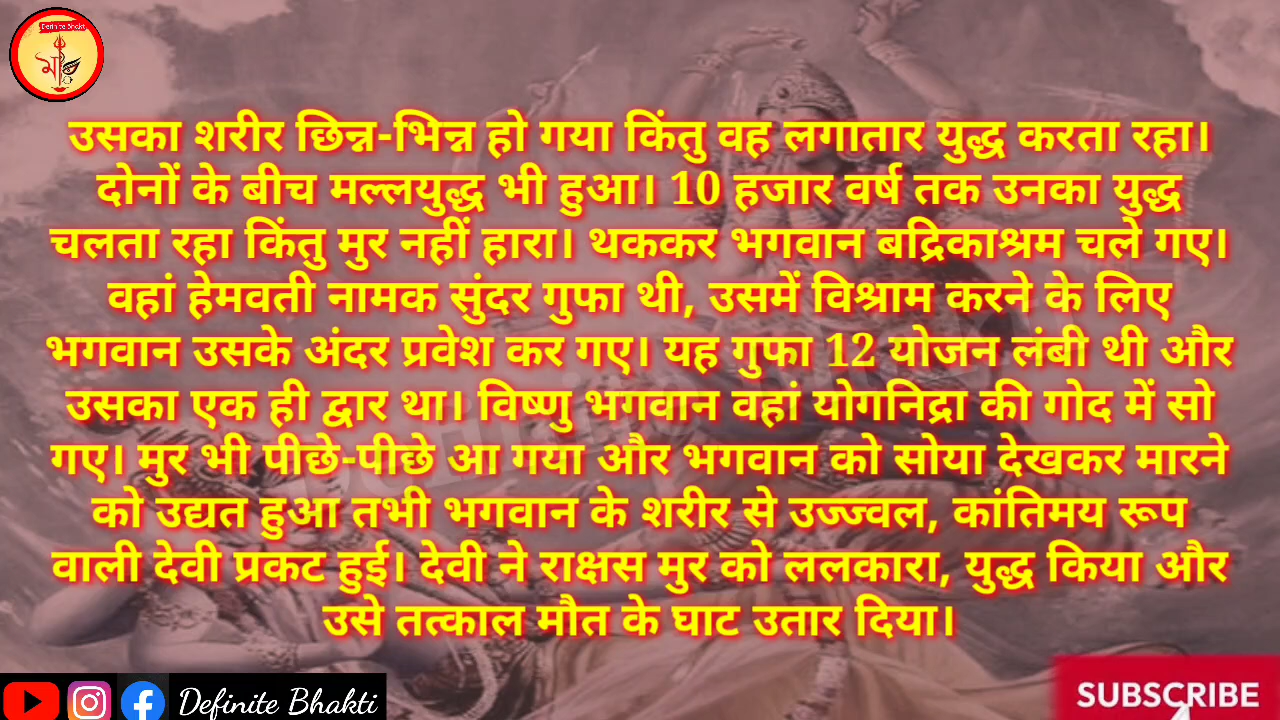 Definite Bhakt
माँ
उसका शरीर छिन्न-भिन्न हो गया किंतु वह लगातार युद्ध करता रहा।
दोनों के बीच मल्लयुद्ध भी हुआ। 10 हजार वर्ष तक उनका युद्ध
चलता रहा किंतु मुर नहीं हारा। थककर भगवान बद्रिकाश्रम चले गए।
वहां हेमवती नामक सुंदर गुफा थी, उसमें विश्राम करने के लिए
भगवान उसके अंदर प्रवेश कर गए। यह गुफा 12 योजन लंबी थी और
उसका एक ही द्वार था। विष्णु भगवान वहां योगनिद्रा की गोद में सो
गए। मुर भी पीछे-पीछे आ गया और भगवान को सोया देखकर मारने
को उद्यत हुआ तभी भगवान के शरीर से उज्ज्वल, कांतिमय रूप
वाली देवी प्रकट हुई। देवी ने राक्षस मुर को ललकारा, युद्ध किया और
उसे तत्काल मौत के घाट उतार दिया।
Definite Bhakti
SUBSCRIBE